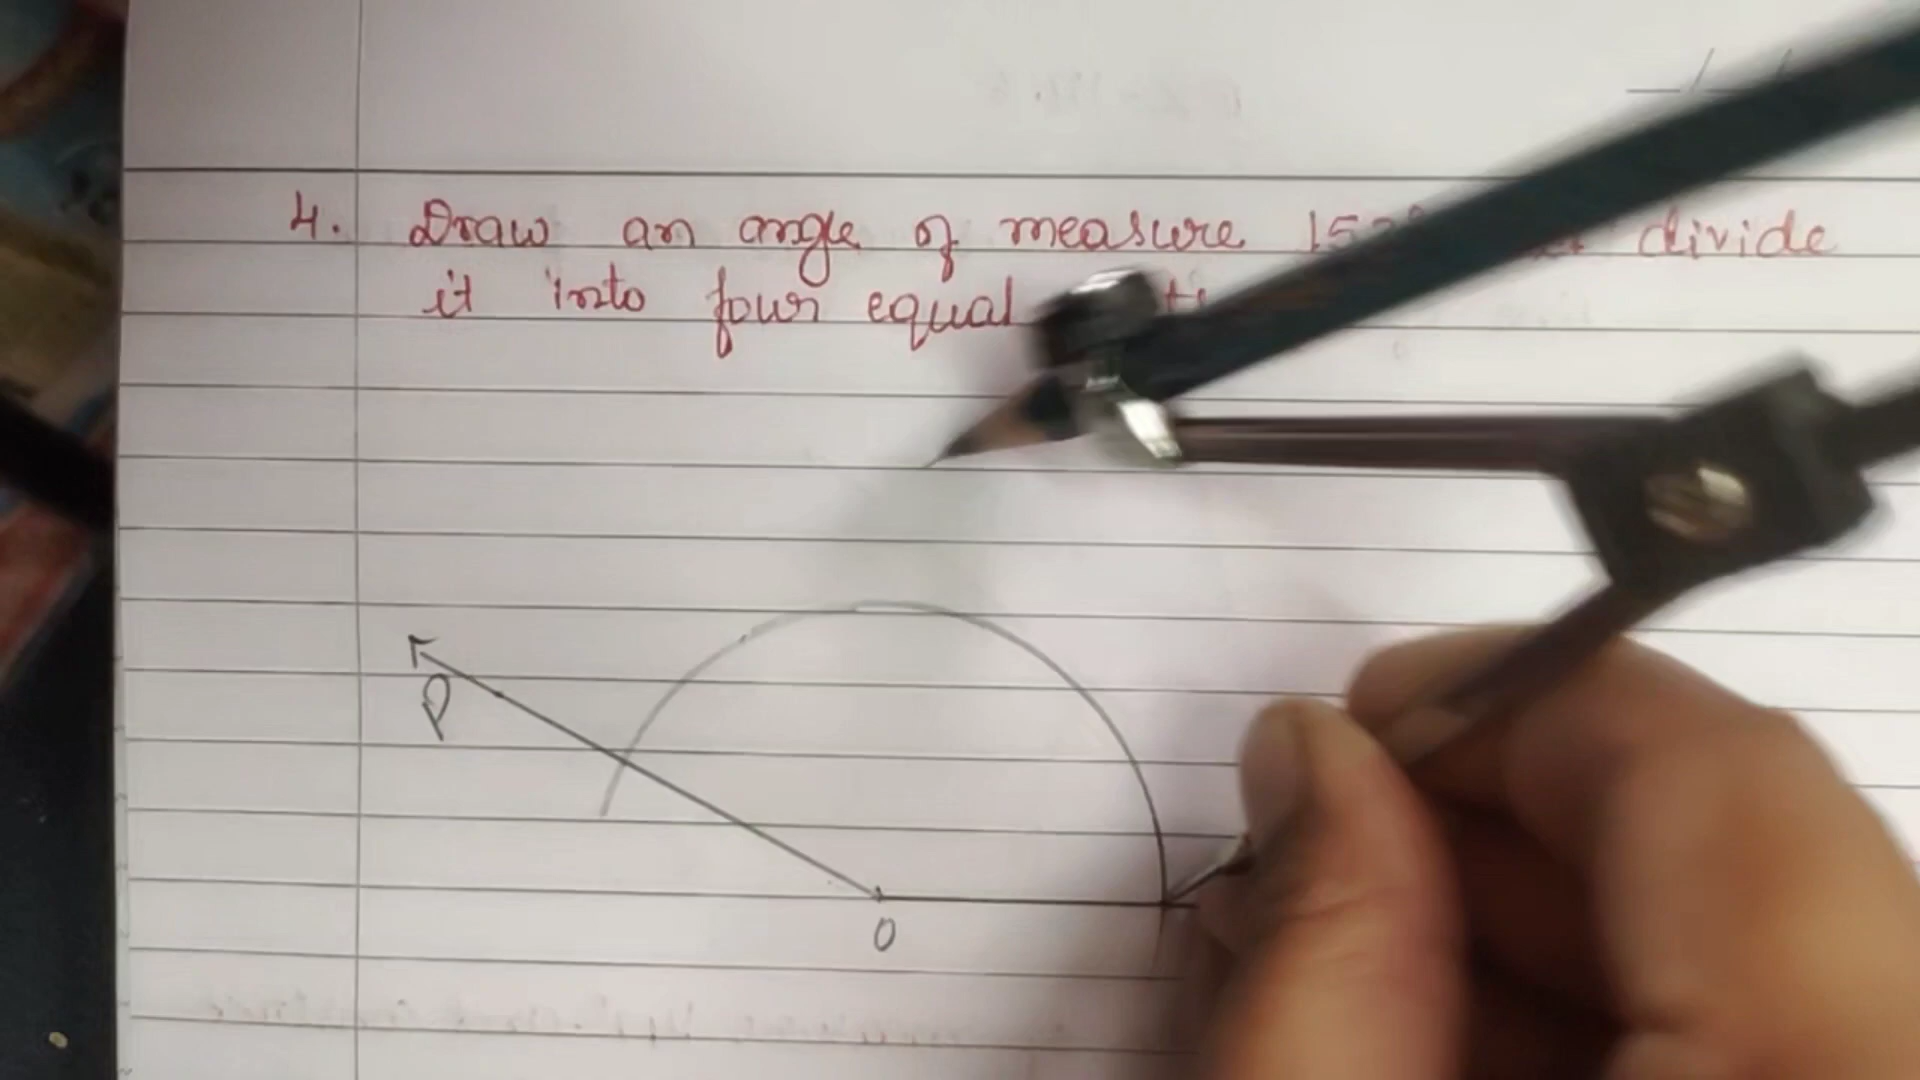 4. Draw an angle of measure divide
it into four equal
P
O